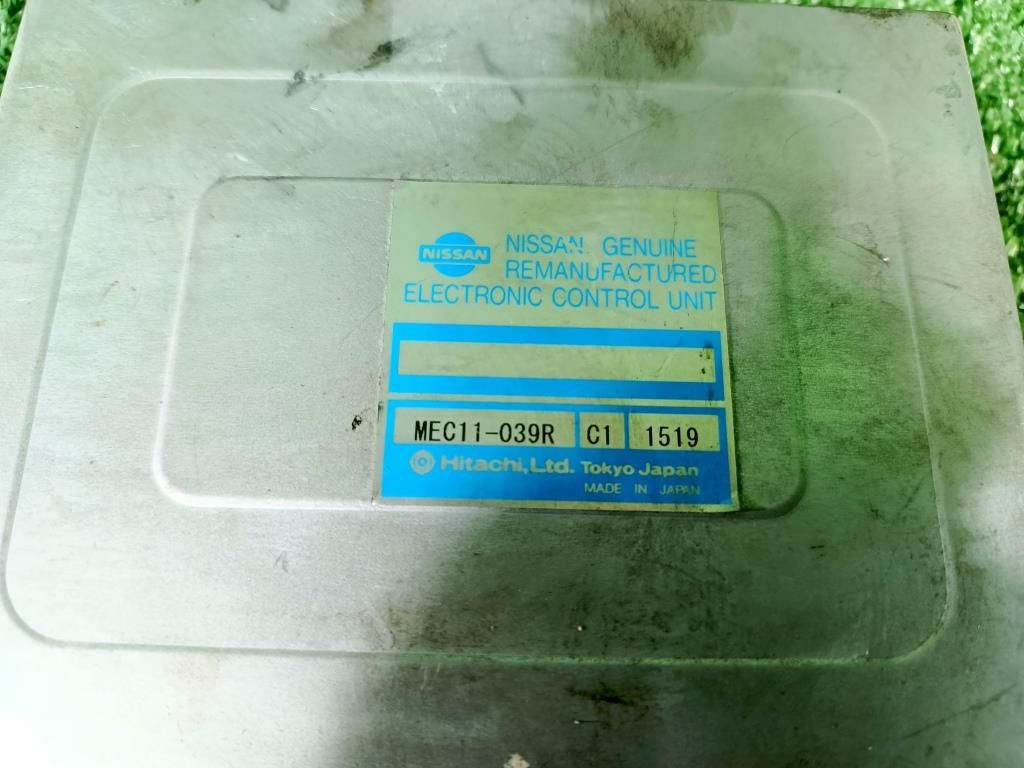 NISSAN
NISSAN GENUINE
REMANUFACTURED
ELECTRONIC CONTROL UNIT
MEC11-039R C1 1519
Hitachi, Ltd. Tokyo Japan
MADE IN JAPAN